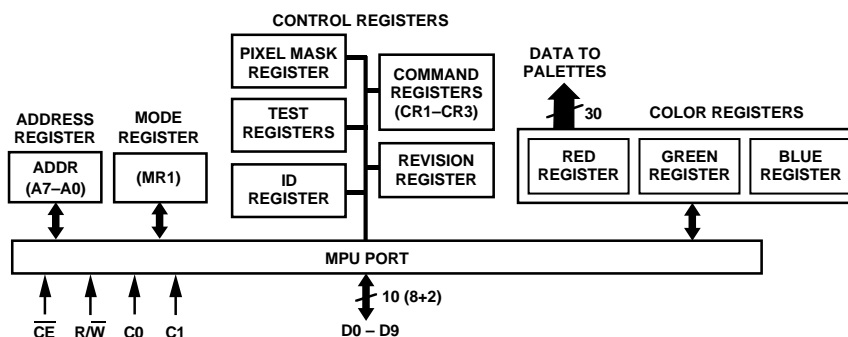 CONTROL REGISTERS
PIXEL MASK
REGISTER
COMMAND
REGISTERS
(CR1–CR3)
DATA TO
PALETTES
30
COLOR REGISTERS
ADDRESS
REGISTER
MODE
REGISTER
TEST
REGISTERS
ADDR
(A7–A0)
(MR1)
ID
REGISTER
REVISION
REGISTER
RED
REGISTER
GREEN
REGISTER
BLUE
REGISTER
MPU PORT
10 (8+2)
C̅E̅ R/W̅ C0 C1 D0 – D9